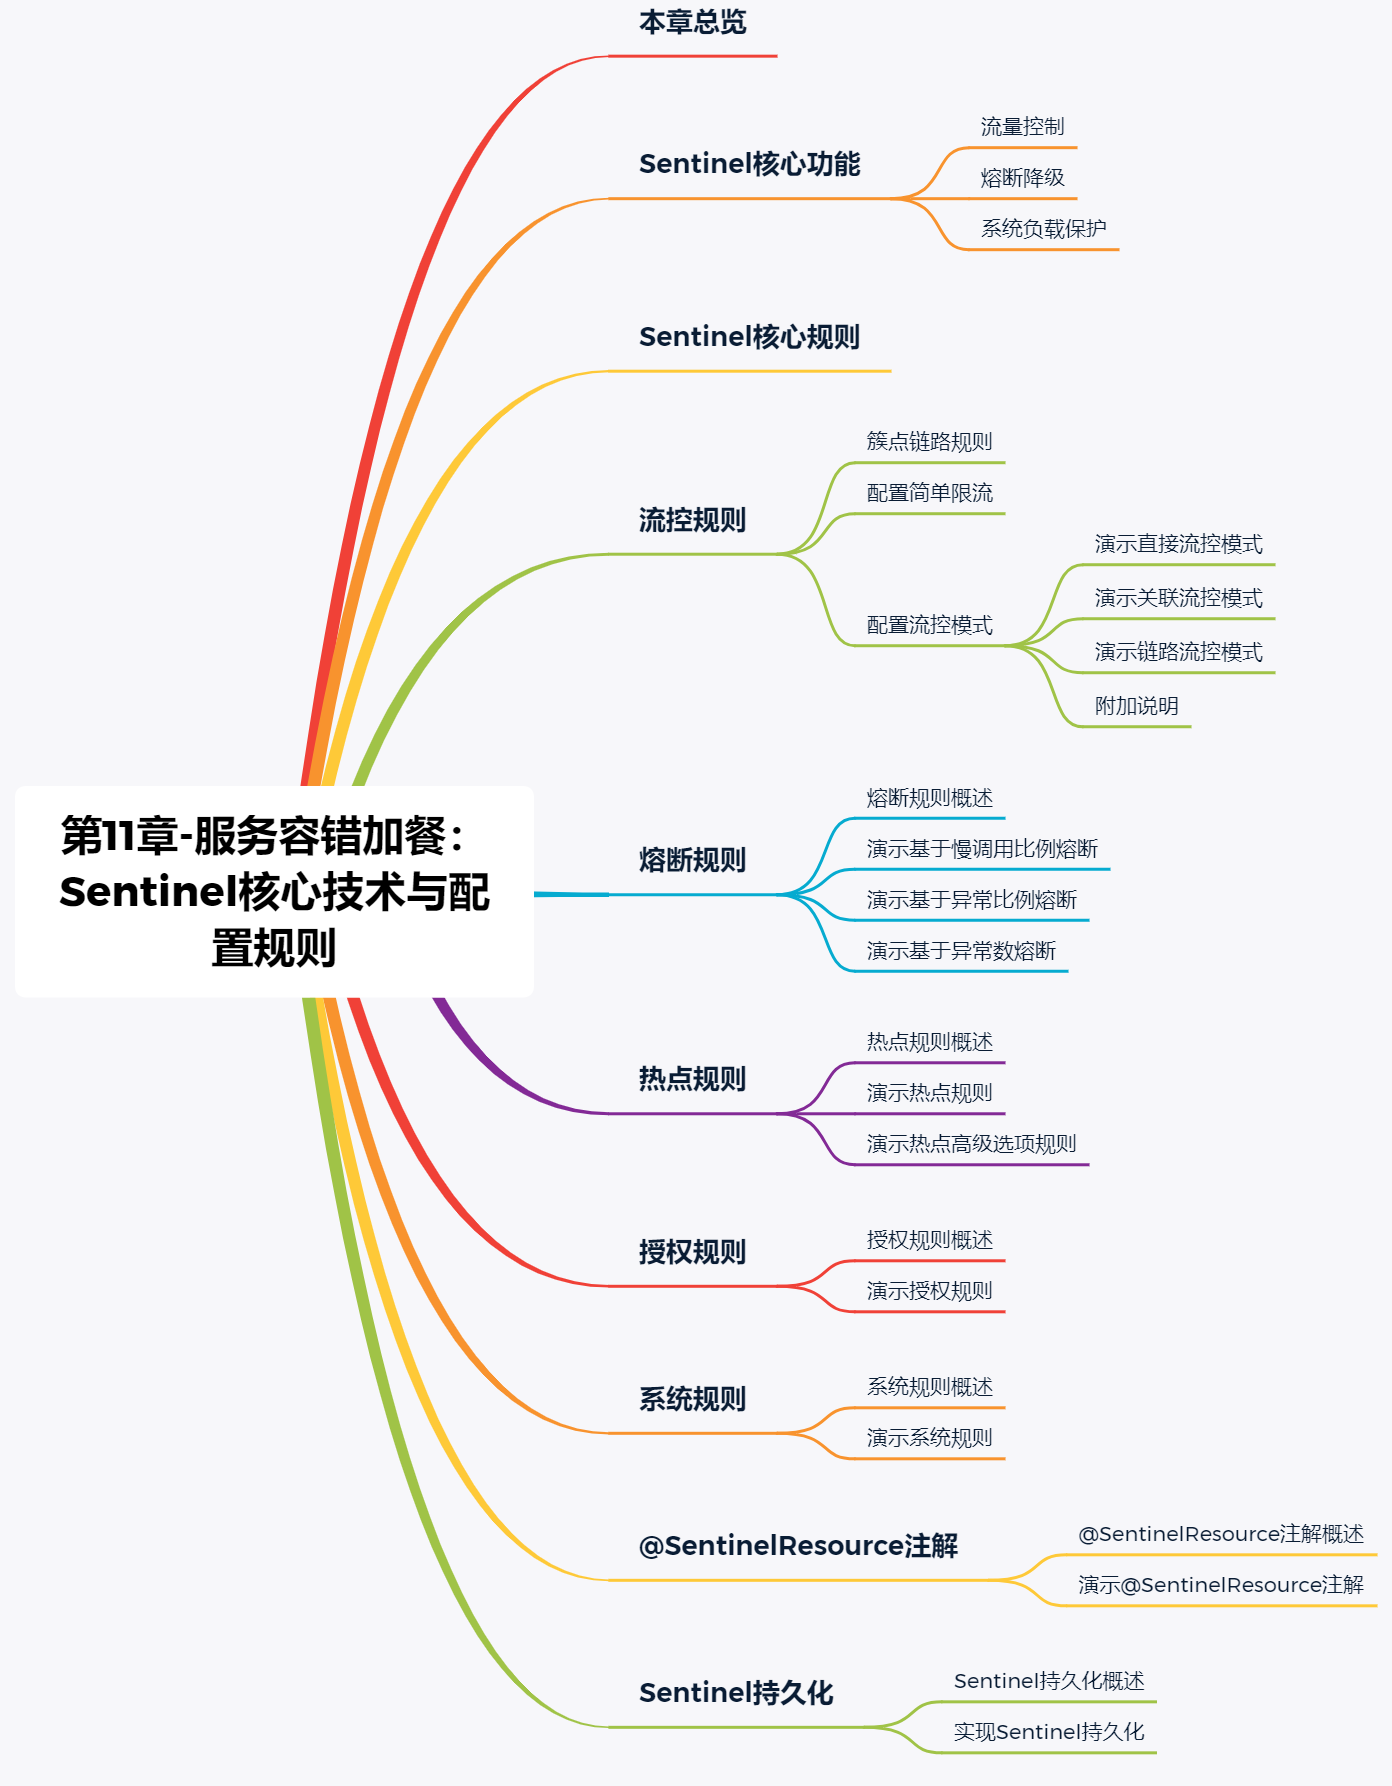 第11章-服务容错加餐：
Sentinel核心技术与配
置规则
本章总览
Sentinel核心功能
流量控制
熔断降级
系统负载保护
Sentinel核心规则
流控规则
簇点链路规则
配置简单限流
配置流控模式
演示直接流控模式
演示关联流控模式
演示链路流控模式
附加说明
熔断规则
熔断规则概述
演示基于慢调用比例熔断
演示基于异常比例熔断
演示基于异常数熔断
热点规则
热点规则概述
演示热点规则
演示热点高级选项规则
授权规则
授权规则概述
演示授权规则
系统规则
系统规则概述
演示系统规则
@SentinelResource注解
@SentinelResource注解概述
演示@SentinelResource注解
Sentinel持久化
Sentinel持久化概述
实现Sentinel持久化